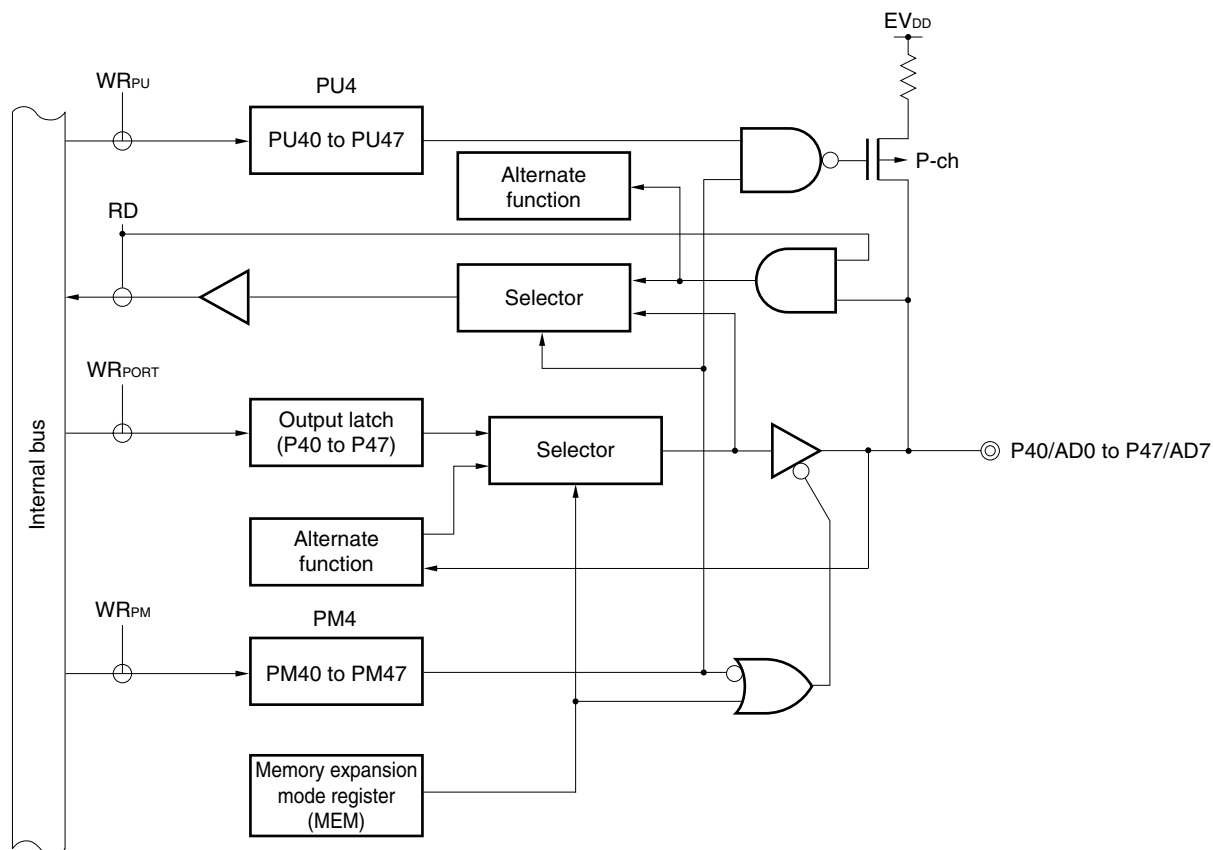 EVDD
WRPU
PU4
PU40 to PU47
P-ch
Alternate
function
RD
Selector
WRPORT
Output latch
(P40 to P47)
Selector
P40/AD0 to P47/AD7
Internal bus
Alternate
function
WRPM
PM4
PM40 to PM47
Memory expansion
mode register
(MEM)